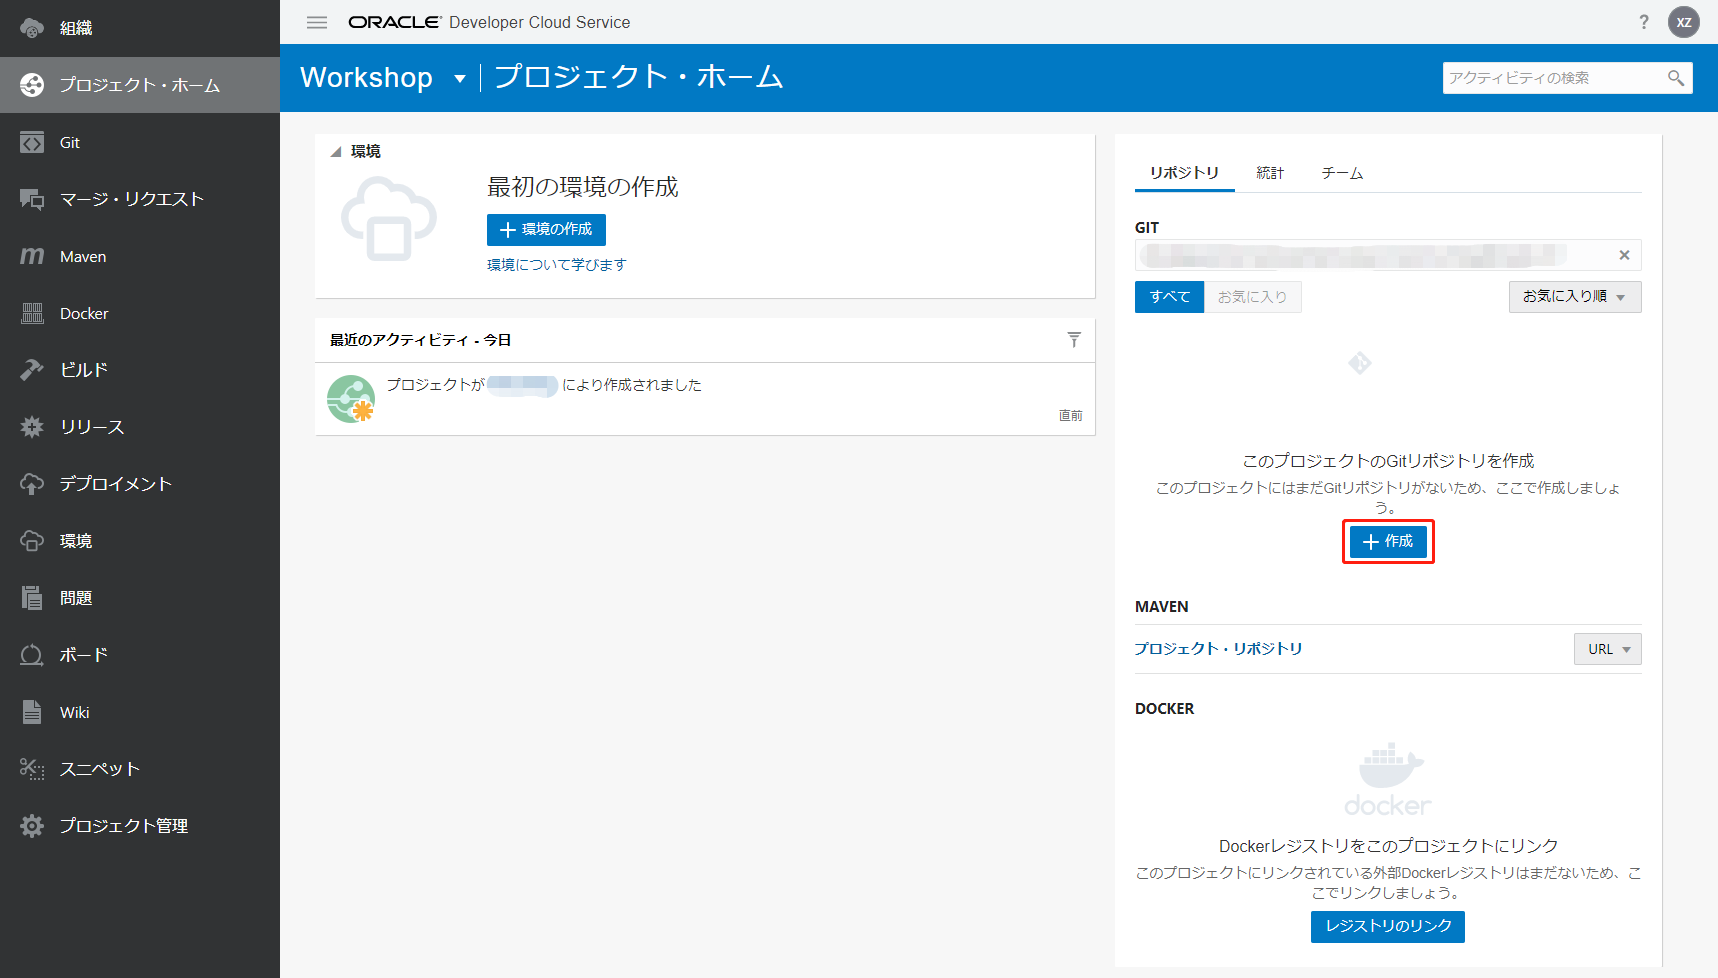 組織
プロジェクト・ホーム
Git
マージ・リクエスト
Maven
Docker
ビルド
リリース
デプロイメント
環境
問題
ボード
Wiki
スニペット
プロジェクト管理
ORACLE Developer Cloud Service
?
XZ
Workshop プロジェクト・ホーム
アクティビティの検索
環境
最初の環境の作成
環境の作成
環境について学びます
最近のアクティビティ - 今日
プロジェクトが により作成されました
直前
リポジトリ 統計 チーム
GIT
すべて お気に入り お気に入り順
このプロジェクトのGitリポジトリを作成
このプロジェクトにはまだGitリポジトリがないため、ここで作成しましょ
う。
作成
MAVEN
プロジェクト・リポジトリ URL
DOCKER
docker
Dockerレジストリをこのプロジェクトにリンク
このプロジェクトにリンクされている外部Dockerレジストリはまだないため、こ
こでリンクしましょう。
レジストリのリンク